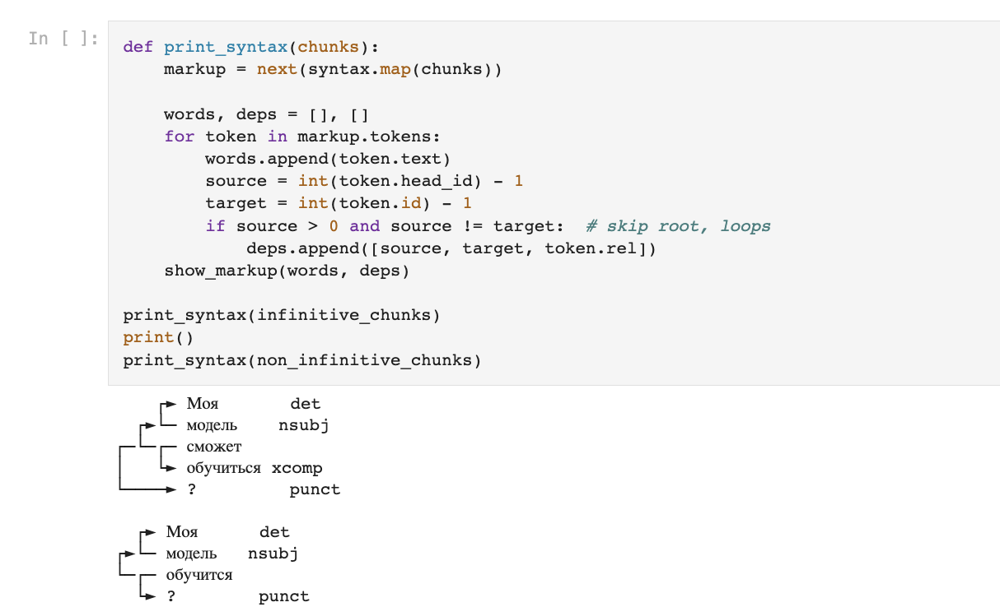 In [ ]:
def print_syntax(chunks):
    markup = next(syntax.map(chunks))

    words, deps = [], []
    for token in markup.tokens:
        words.append(token.text)
        source = int(token.head_id) - 1
        target = int(token.id) - 1
        if source > 0 and source != target:  # skip root, loops
            deps.append([source, target, token.rel])
    show_markup(words, deps)

print_syntax(infinitive_chunks)
print()
print_syntax(non_infinitive_chunks)
Моя det
модель nsubj
сможет
обучиться xcomp
? punct
Моя det
модель nsubj
обучится
? punct